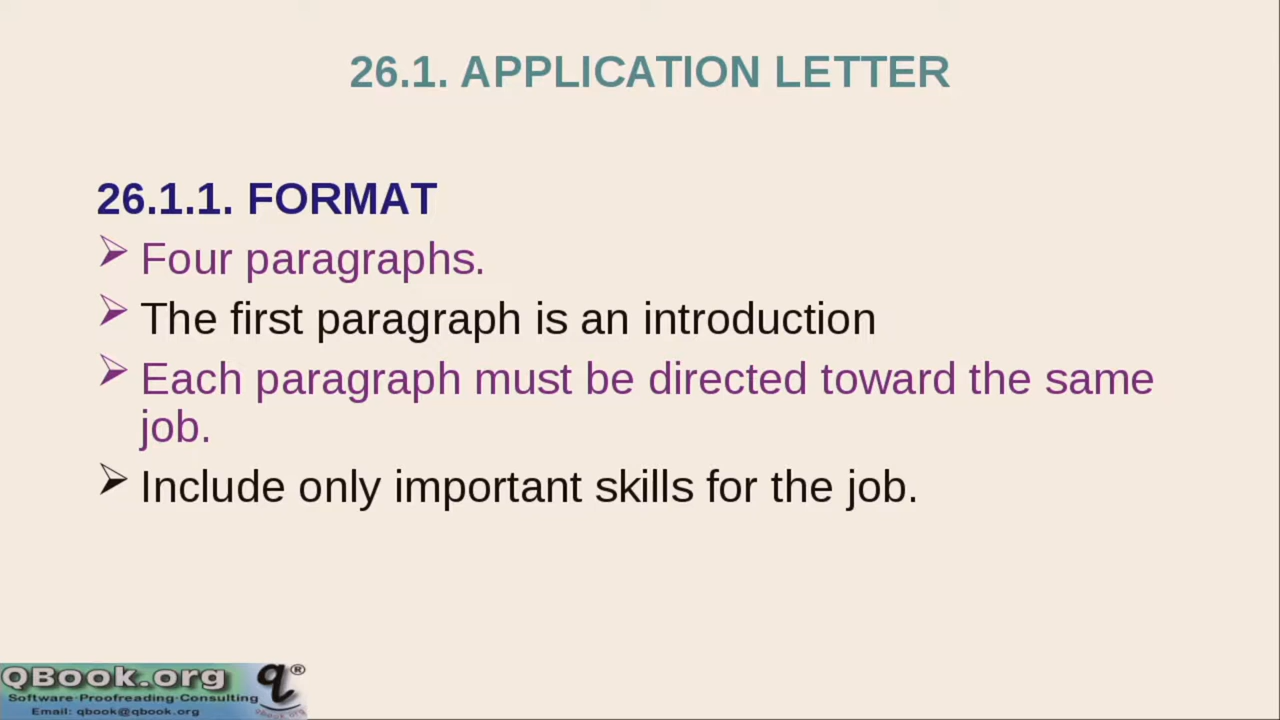 26.1. APPLICATION LETTER
26.1.1. FORMAT
Four paragraphs.
The first paragraph is an introduction
Each paragraph must be directed toward the same
job.
Include only important skills for the job.
QBook.org q®
Software-Proofreading-Consulting
qbook.org
Email: qbook@qbook.org